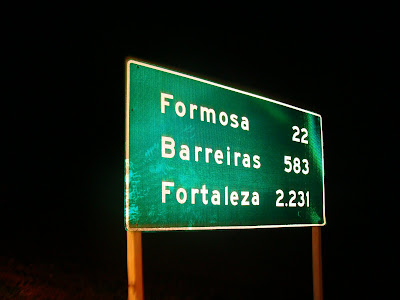 Formosa 22
Barreiras 583
Fortaleza 2.231